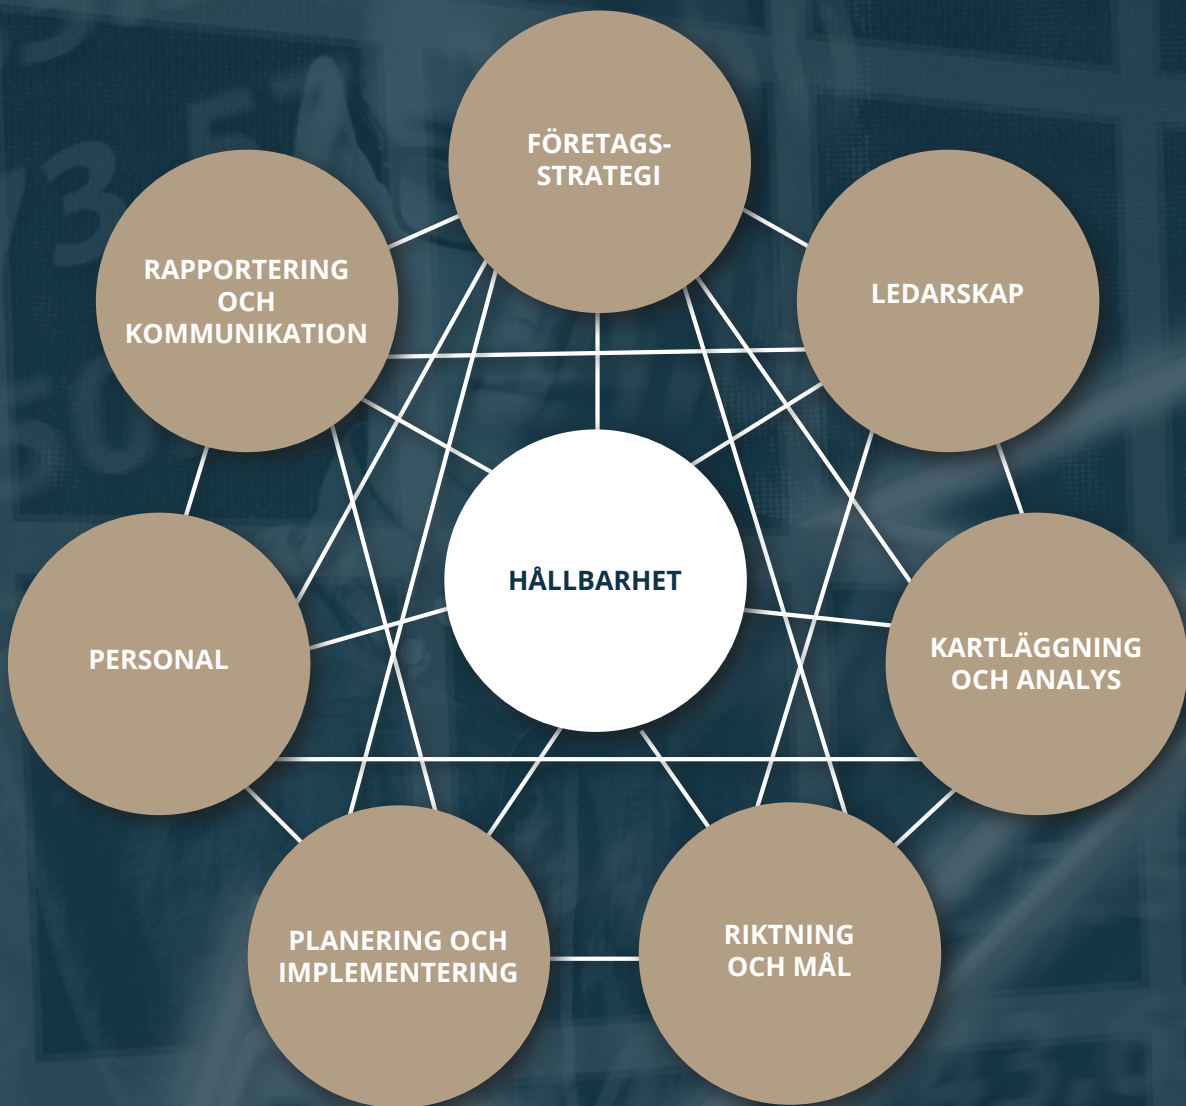 FÖRETAGS-
STRATEGI
LEDARSKAP
KARTLÄGGNING
OCH ANALYS
RIKTNING
OCH MÅL
PLANERING OCH
IMPLEMENTERING
PERSONAL
RAPPORTERING
OCH
KOMMUNIKATION
HÅLLBARHET